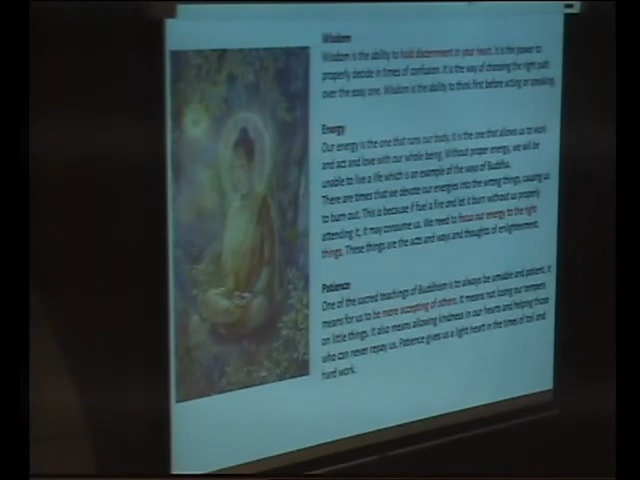 Wisdom
Wisdom is the ability to hold discernment in your heart. It is the power to
properly decide in times of confusion. It is the way of choosing the right path
over the easy one. Wisdom is the ability to think first before acting or speaking.
Energy
Our energy is the one that runs our body. It is the one that allows us to work
and act and love with our whole being. Without proper energy, we will be
unable to live a life which is an example of the ways of Buddha.
There are times that we devote our energies into the wrong things, causing us
to burn out. This is because if fuel a fire and let it burn without us properly
attending it, it may consume us. We need to focus our energy to the right
things. These things are the acts and ways and thoughts of enlightenment.
Patience
One of the sacred teachings of Buddhism is to always be amiable and patient. It
means for us to be more accepting of others. It means not losing our tempers
on little things. It also means allowing kindness in our hearts and helping those
who can never repay us. Patience gives us a light heart in the times of toil and
hard work.